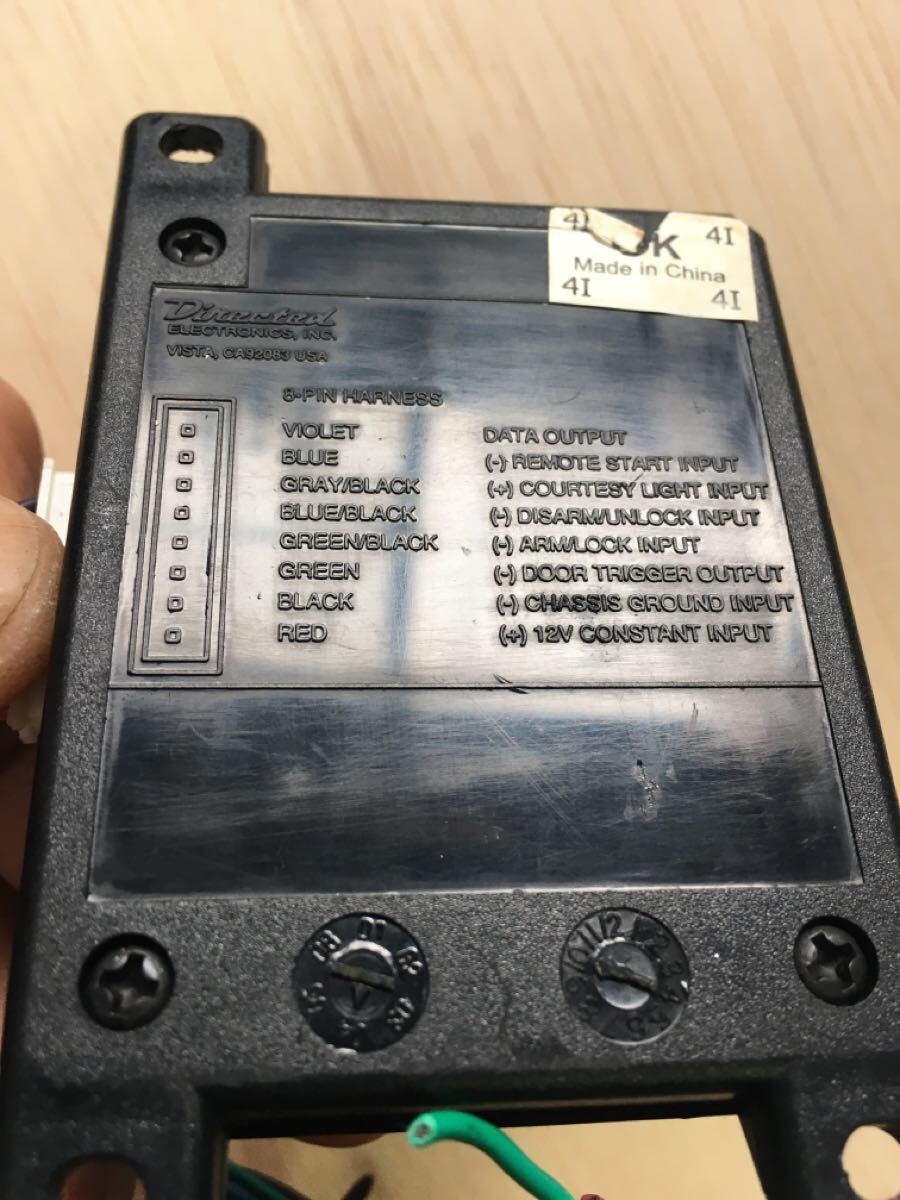 4I OK 4I
Made in China
4I 4I
Directed
ELECTRONICS, INC.
VISTA, CA92083 USA
8-PIN HARNESS
VIOLET DATA OUTPUT
BLUE (-) REMOTE START INPUT
GRAY/BLACK (+) COURTESY LIGHT INPUT
BLUE/BLACK (-) DISARM/UNLOCK INPUT
GREEN/BLACK (-) ARM/LOCK INPUT
GREEN (-) DOOR TRIGGER OUTPUT
BLACK (-) CHASSIS GROUND INPUT
RED (+) 12V CONSTANT INPUT